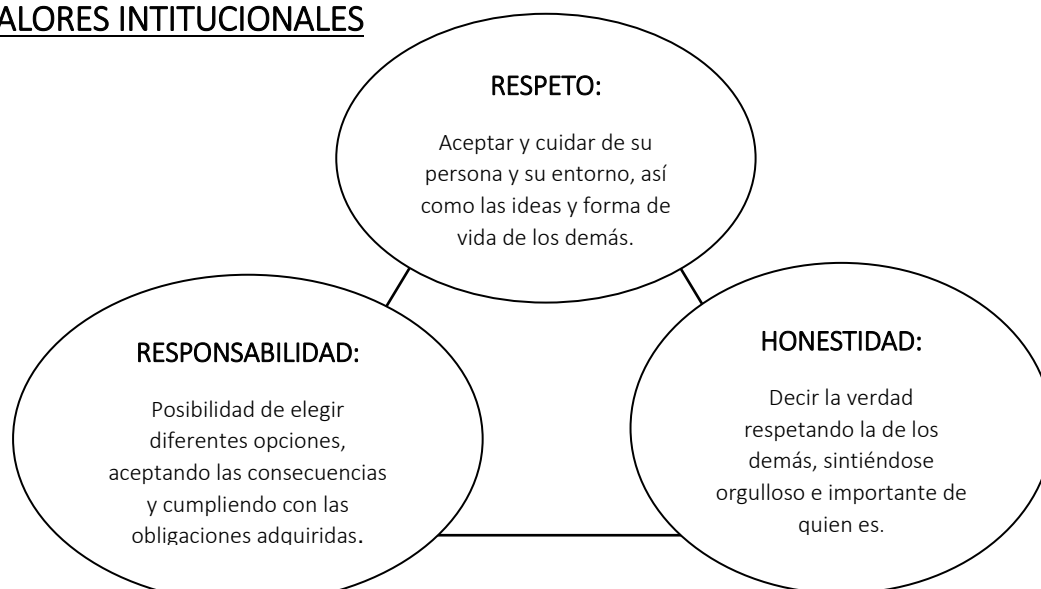 ALORES INTITUCIONALES
RESPETO:
Aceptar y cuidar de su
persona y su entorno, así
como las ideas y forma de
vida de los demás.
RESPONSABILIDAD:
Posibilidad de elegir
diferentes opciones,
aceptando las consecuencias
y cumpliendo con las
obligaciones adquiridas.
HONESTIDAD:
Decir la verdad
respetando la de los
demás, sintiéndose
orgulloso e importante de
quien es.